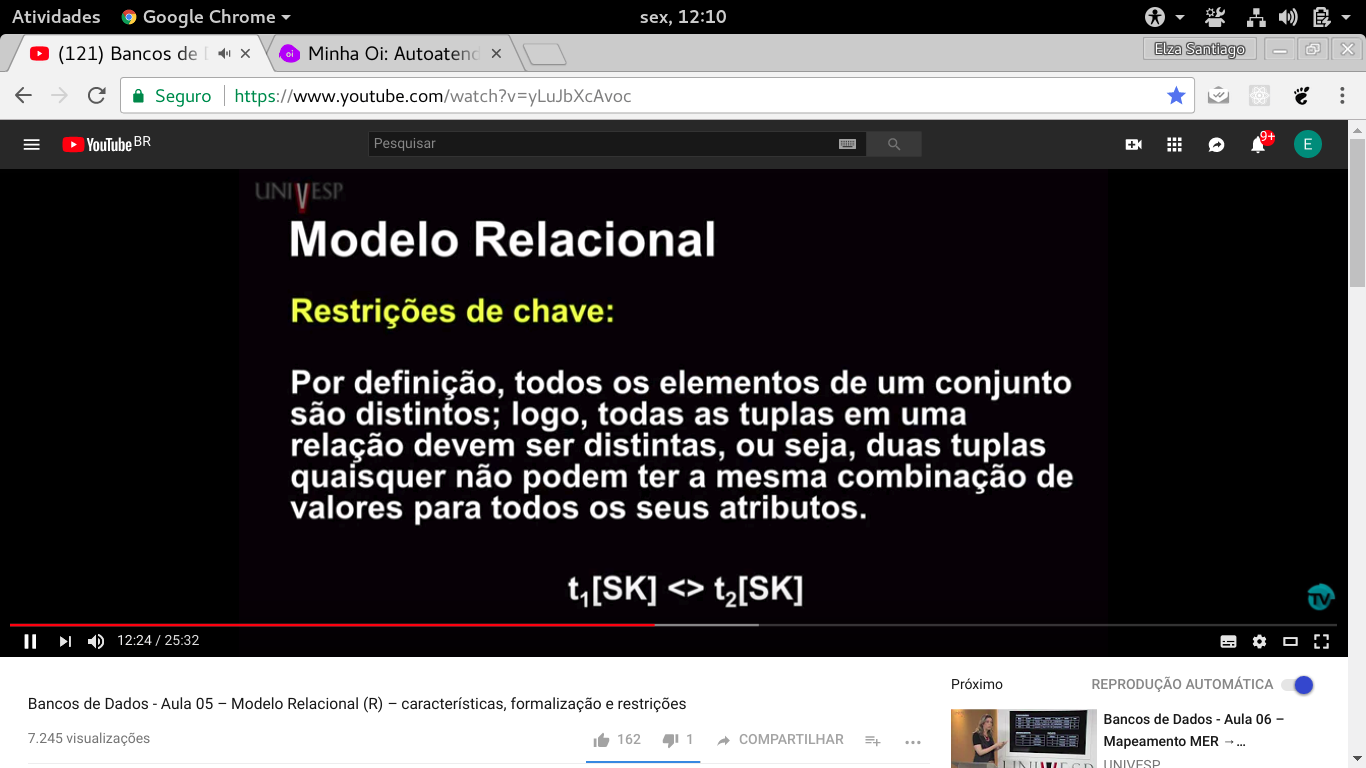 Atividades Google Chrome sex, 12:10
(121) Bancos de Minha Oi: Autoatend Elza Santiago
Seguro https://www.youtube.com/watch?v=yLuJbXcAvoc
YouTube BR Pesquisar 9+ E
UNIVESP
Modelo Relacional
Restrições de chave:
Por definição, todos os elementos de um conjunto
são distintos; logo, todas as tuplas em uma
relação devem ser distintas, ou seja, duas tuplas
quaisquer não podem ter a mesma combinação de
valores para todos os seus atributos.
t1[SK] <> t2[SK]
TV
12:24 / 25:32
Próximo REPRODUÇÃO AUTOMÁTICA
Bancos de Dados - Aula 05 – Modelo Relacional (R) – características, formalização e restrições
7.245 visualizações 162 1 COMPARTILHAR
Bancos de Dados - Aula 06 –
Mapeamento MER →...
UNIVESP